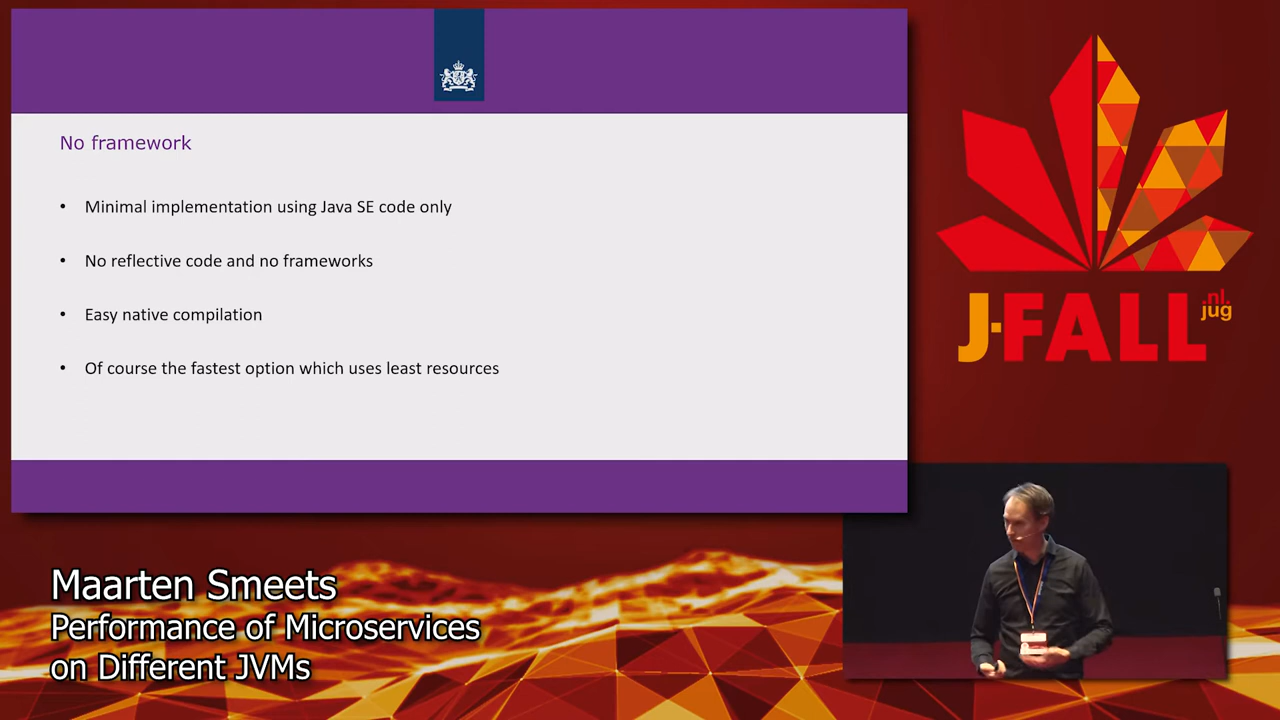 No framework
• Minimal implementation using Java SE code only
• No reflective code and no frameworks
• Easy native compilation
• Of course the fastest option which uses least resources
J-FALL
.nl
jug
Maarten Smeets
Performance of Microservices
on Different JVMs